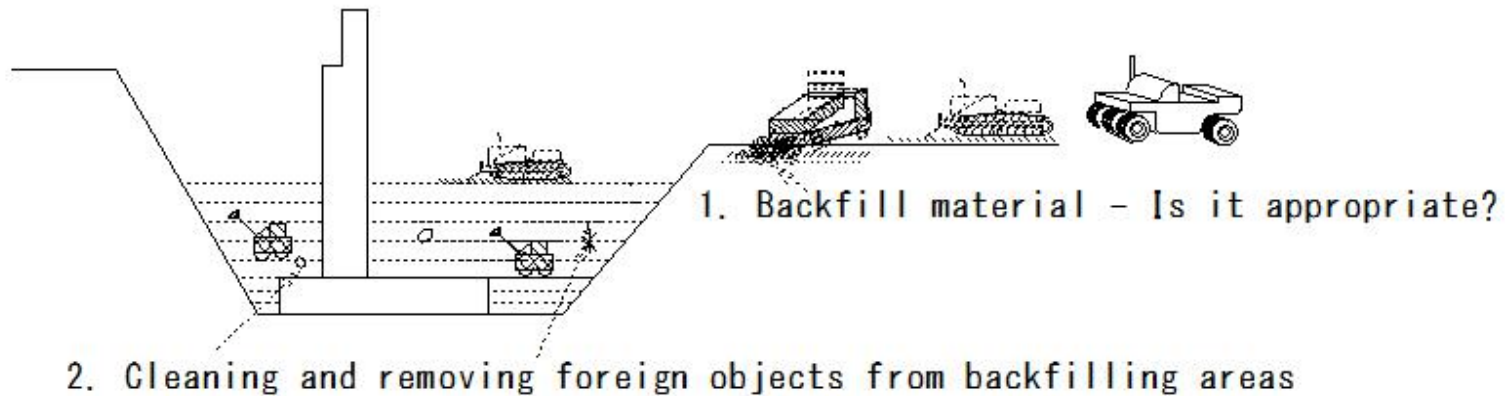 1. Backfill material - Is it appropriate?
2. Cleaning and removing foreign objects from backfilling areas